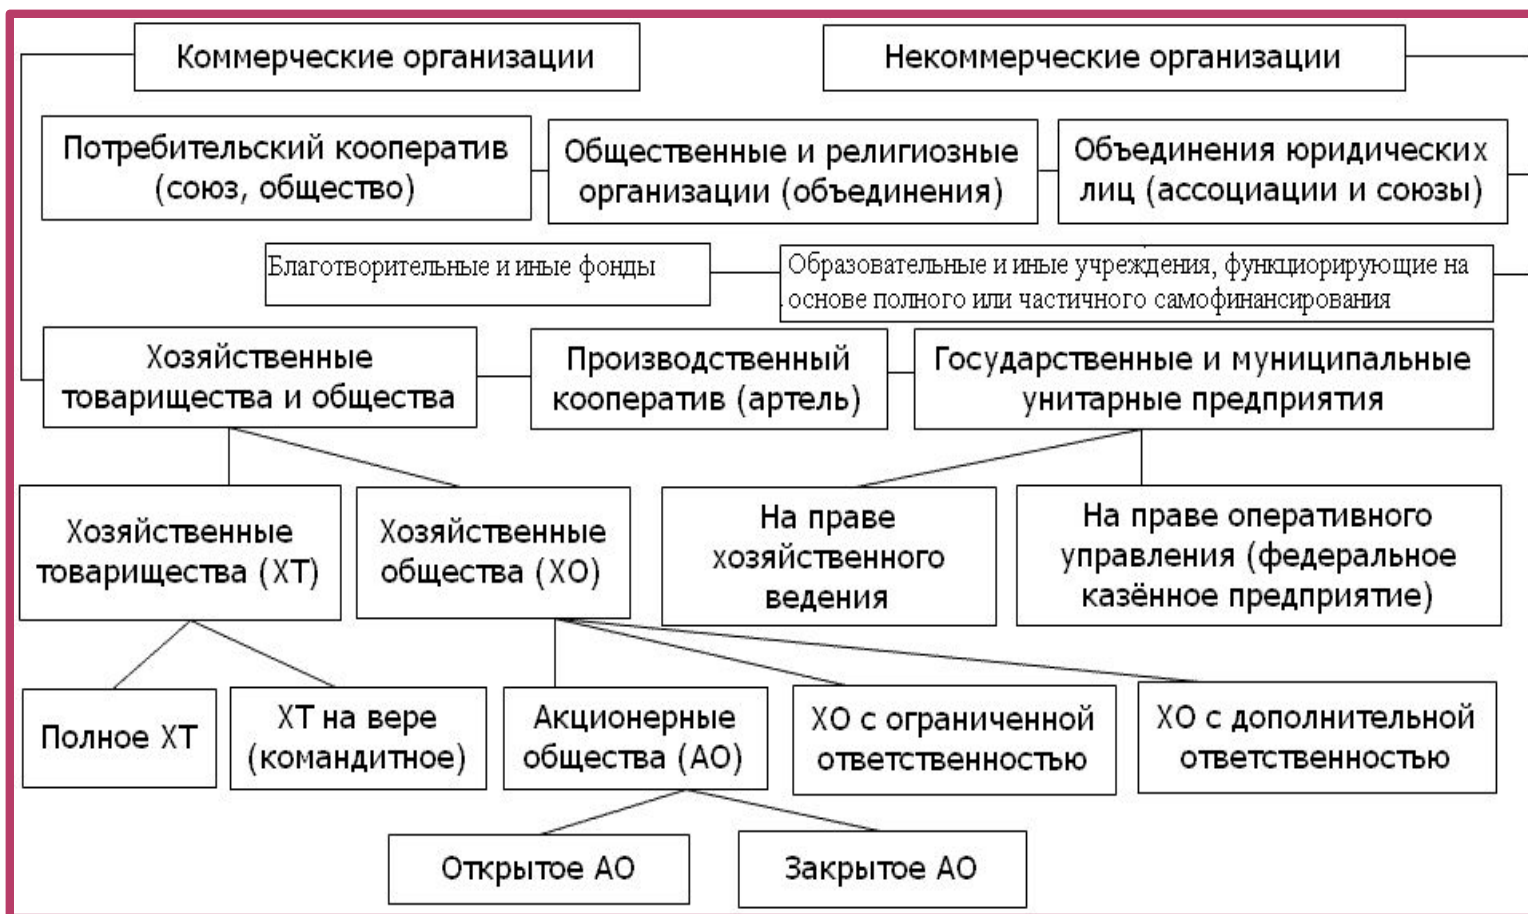 Коммерческие организации
Некоммерческие организации
Потребительский кооператив
(союз, общество)
Общественные и религиозные
организации (объединения)
Объединения юридических
лиц (ассоциации и союзы)
Благотворительные и иные фонды
Образовательные и иные учреждения, функциорирующие на
основе полного или частичного самофинансирования
Хозяйственные
товарищества и общества
Производственный
кооператив (артель)
Государственные и муниципальные
унитарные предприятия
Хозяйственные
товарищества (ХТ)
Хозяйственные
общества (ХО)
На праве
хозяйственного
ведения
На праве оперативного
управления (федеральное
казённое предприятие)
Полное ХТ
ХТ на вере
(командитное)
Акционерные
общества (АО)
ХО с ограниченной
ответственностью
ХО с дополнительной
ответственностью
Открытое АО
Закрытое АО